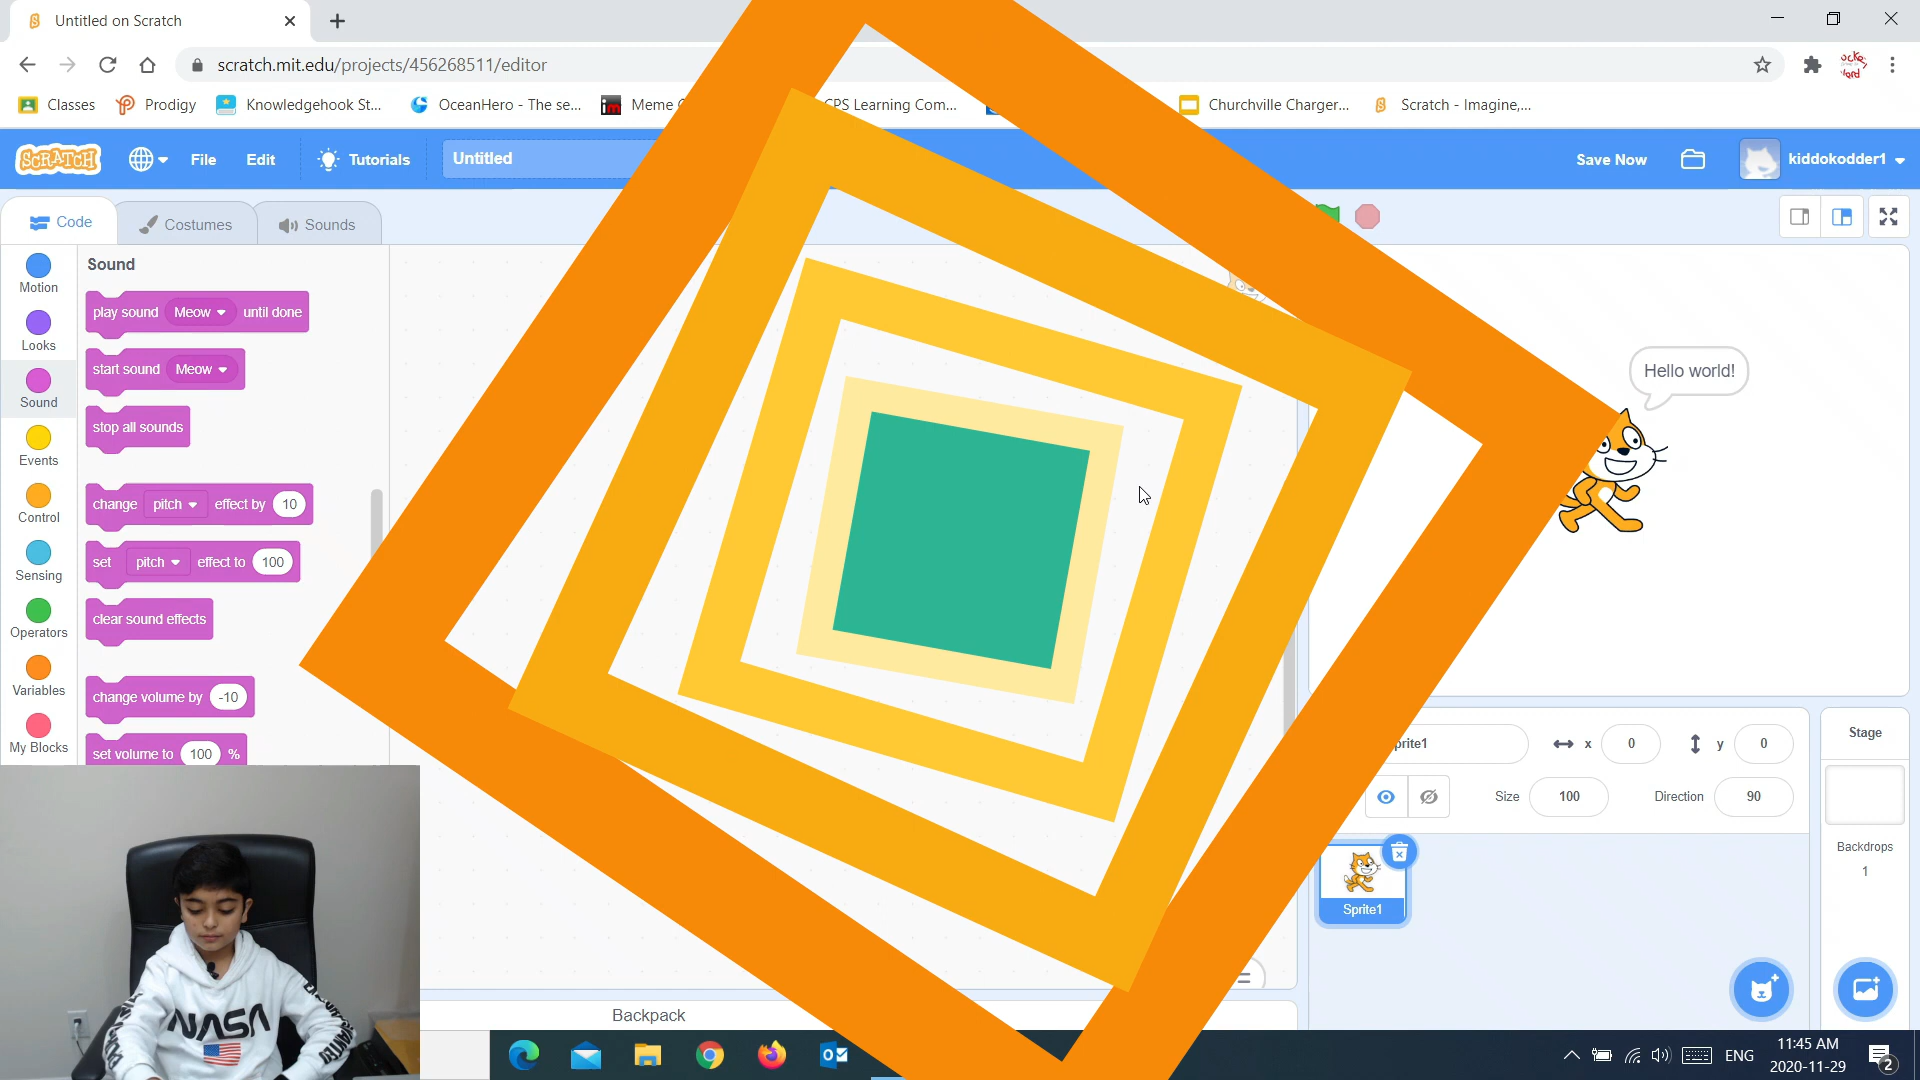 Untitled on Scratch
scratch.mit.edu/projects/456268511/editor
Classes
Prodigy
Knowledgehook St...
OceanHero - The se...
Meme
CPS Learning Com...
Churchville Charger...
Scratch - Imagine,...
SCRATCH
File
Edit
Tutorials
Untitled
Save Now
kiddokodder1
Code
Costumes
Sounds
Motion
Looks
Sound
Events
Control
Sensing
Operators
Variables
My Blocks
Sound
play sound Meow until done
start sound Meow
stop all sounds
change pitch effect by 10
set pitch effect to 100
clear sound effects
change volume by -10
set volume to 100 %
Hello world!
prite1
x 0
y 0
Size 100
Direction 90
Sprite1
Stage
Backdrops
1
Backpack
NASA
ENG
11:45 AM
2020-11-29
2